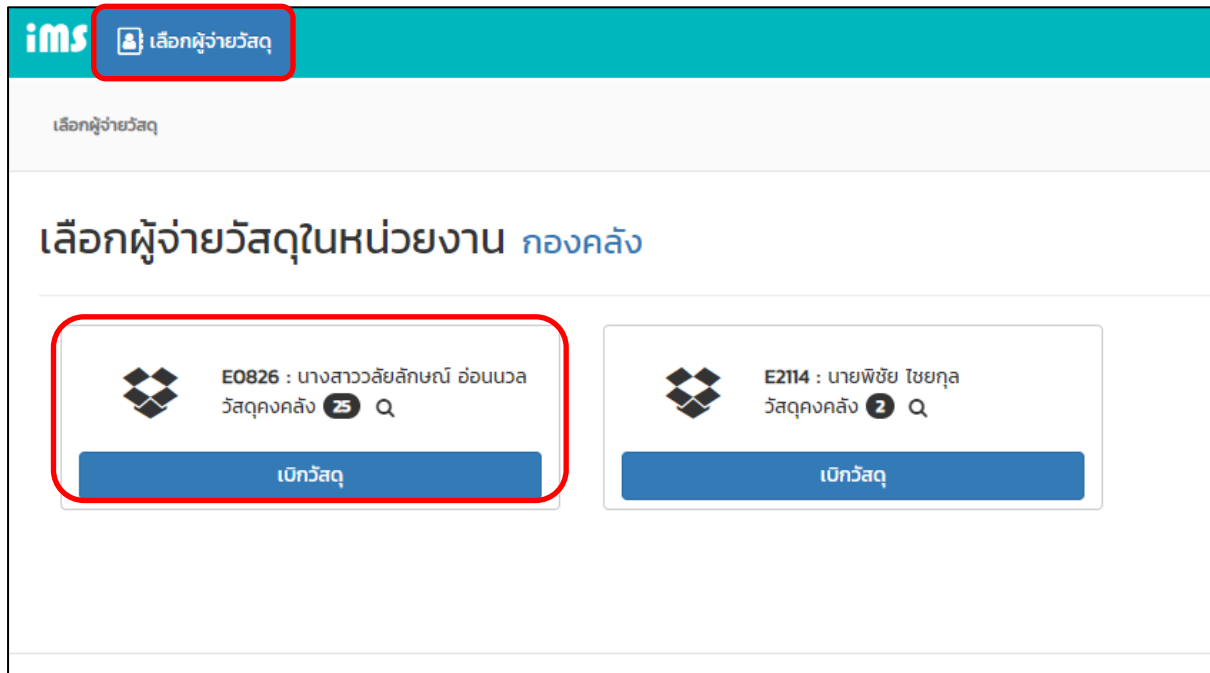 ims เลือกผู้จ่ายวัสดุ
เลือกผู้จ่ายวัสดุ
เลือกผู้จ่ายวัสดุในหน่วยงาน กองคลัง
E0826 : นางสาววลัยลักษณ์ อ่อนนวล
วัสดุคงคลัง 25
เบิกวัสดุ
E2114 : นายพิชัย ไชยกุล
วัสดุคงคลัง 2
เบิกวัสดุ